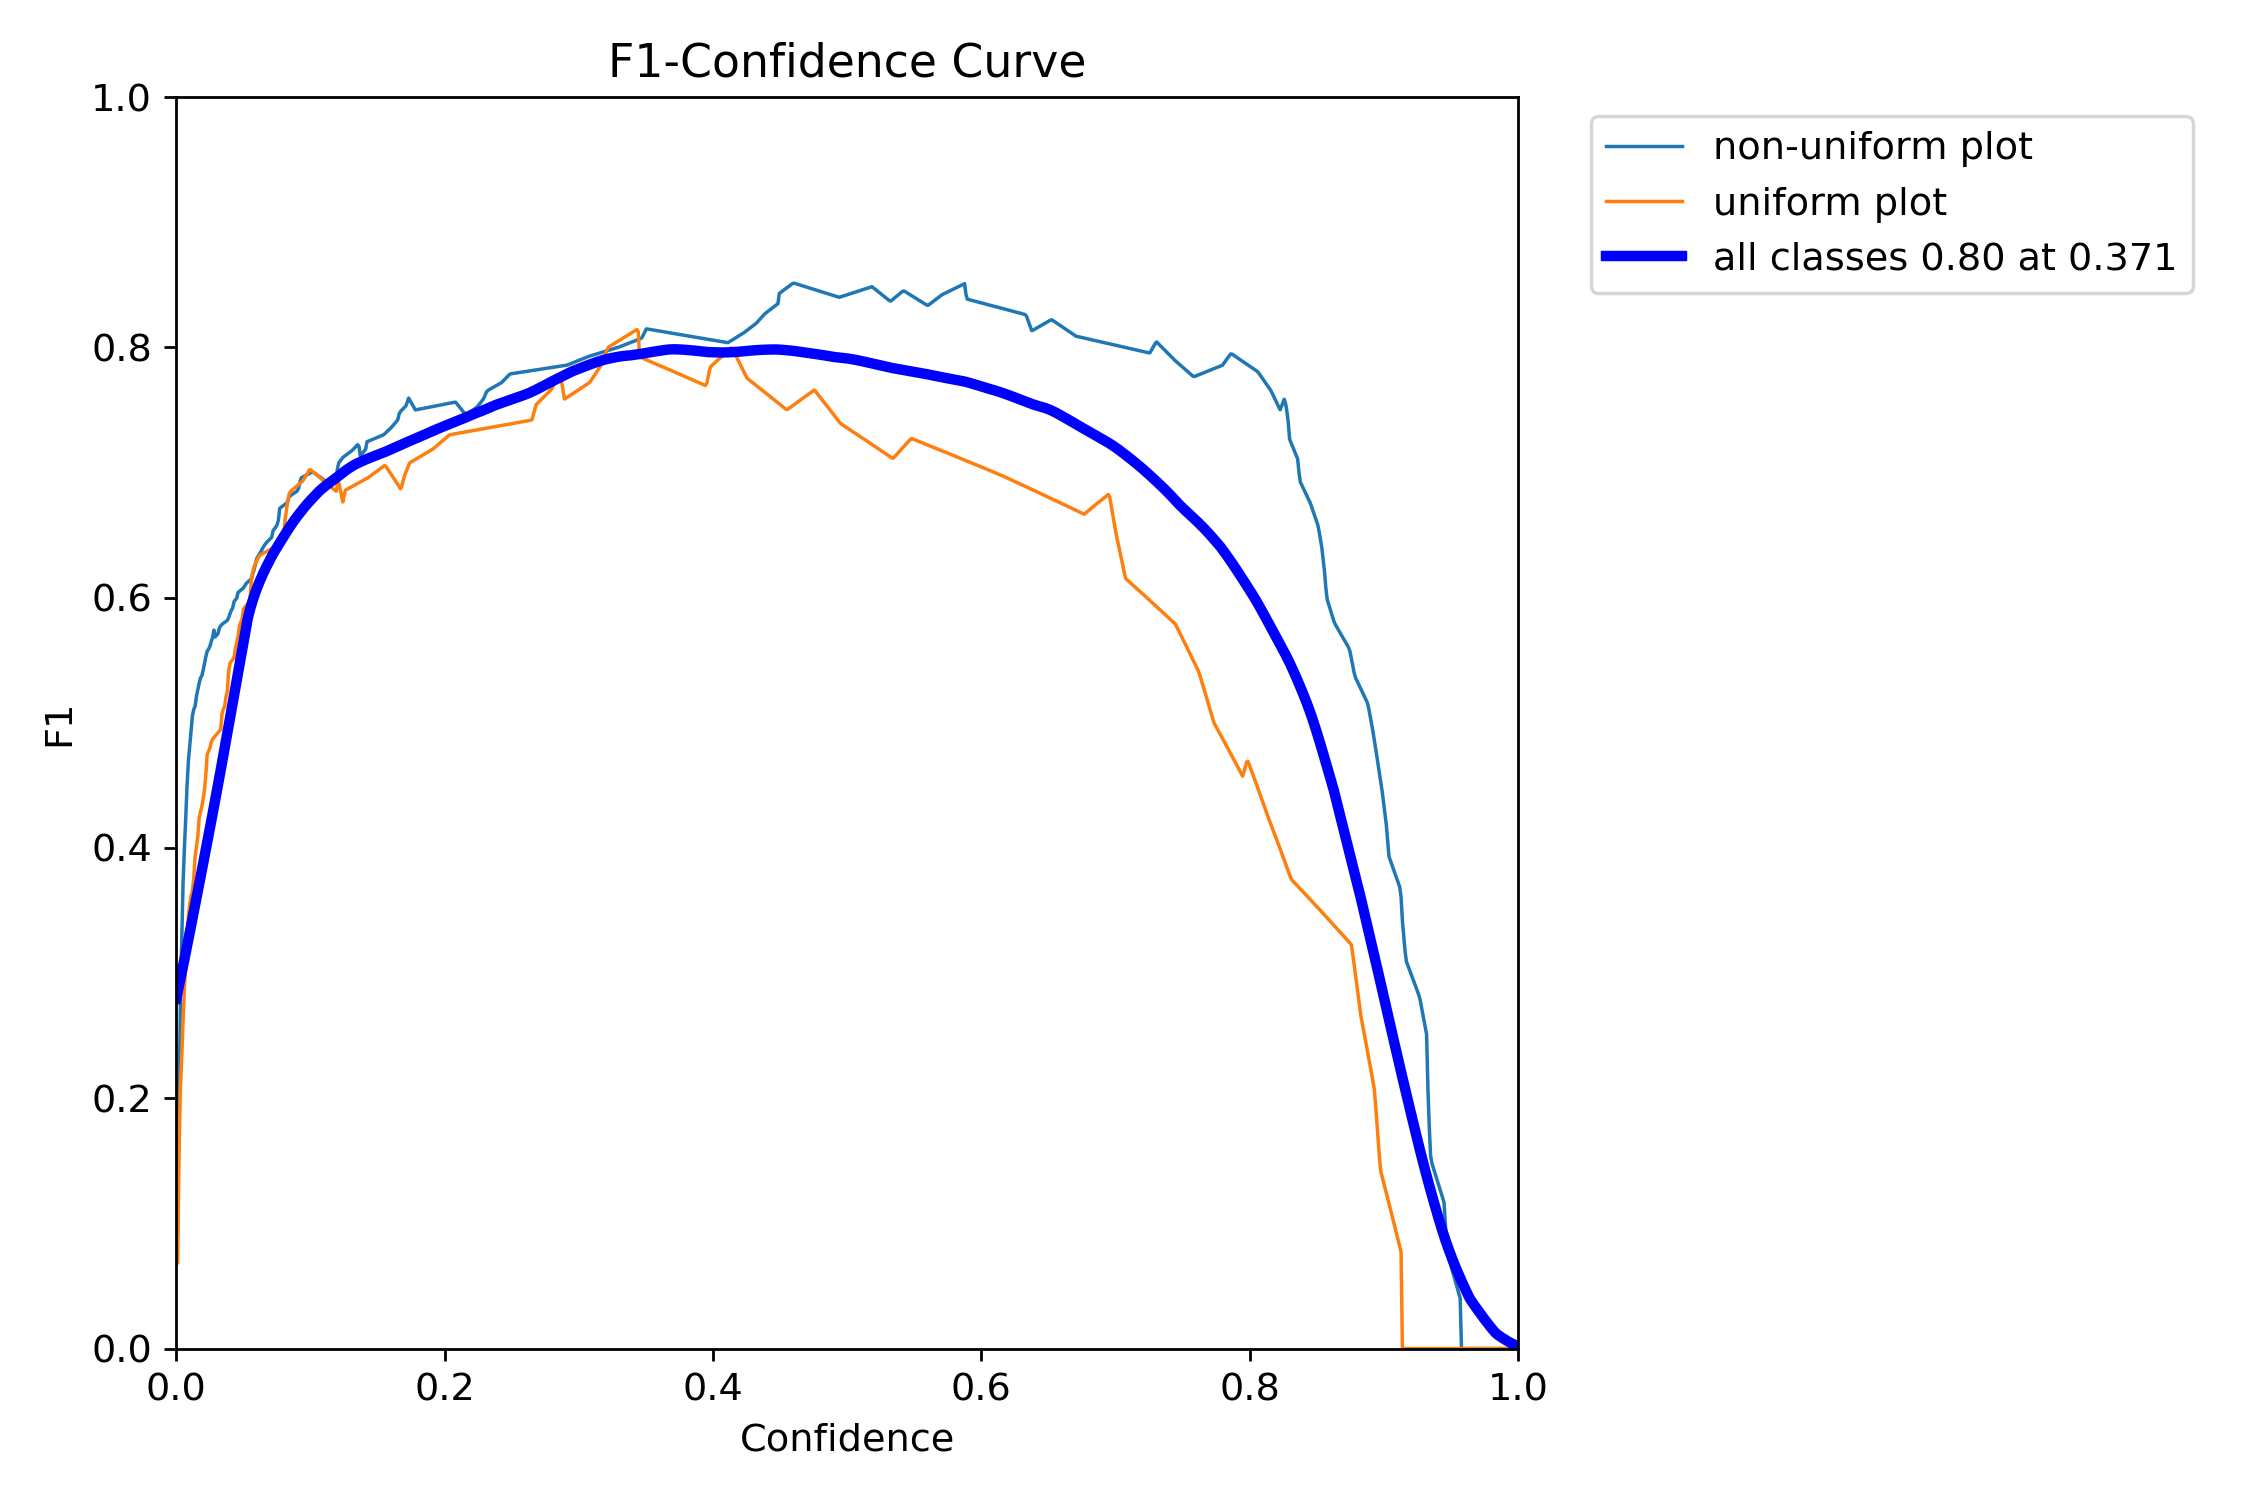 F1-Confidence Curve
non-uniform plot
uniform plot
all classes 0.80 at 0.371
F1
1.0
0.8
0.6
0.4
0.2
0.0
0.0 0.2 0.4 0.6 0.8 1.0
Confidence